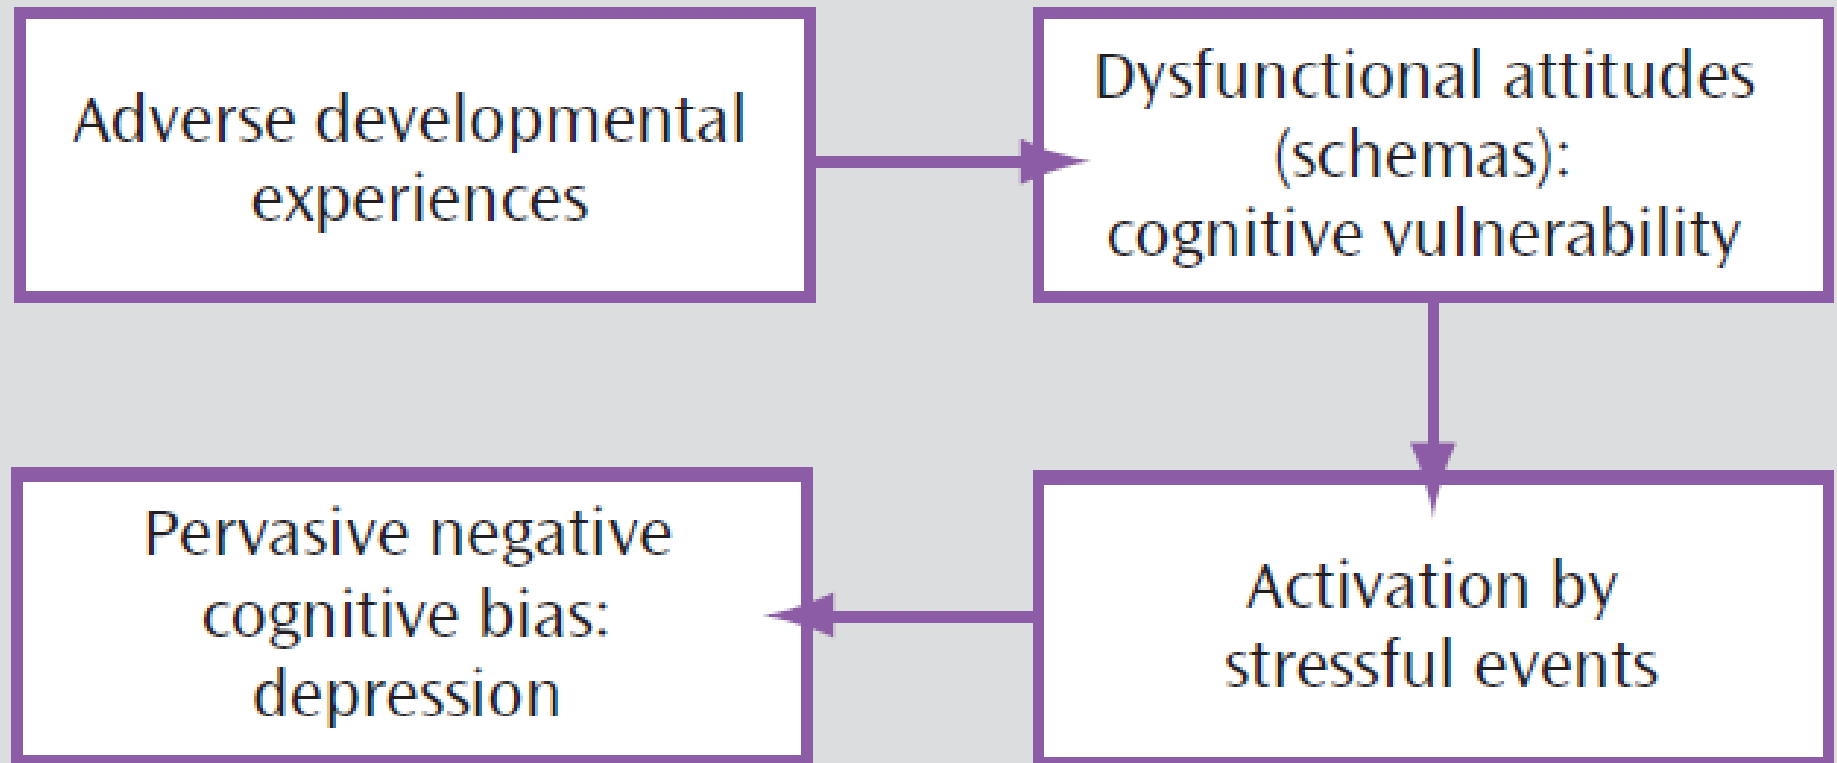 Adverse developmental
experiences
Dysfunctional attitudes
(schemas):
cognitive vulnerability
Activation by
stressful events
Pervasive negative
cognitive bias:
depression